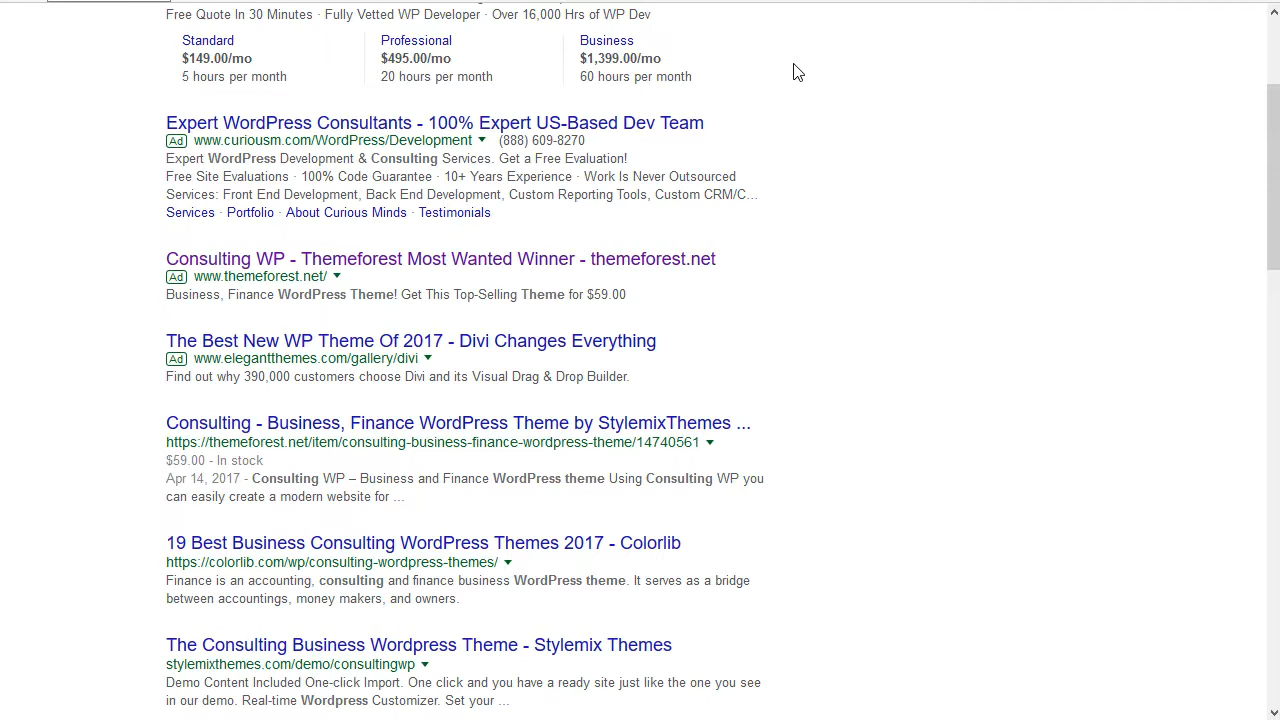 Free Quote In 30 Minutes · Fully Vetted WP Developer · Over 16,000 Hrs of WP Dev
Standard
$149.00/mo
5 hours per month
Professional
$495.00/mo
20 hours per month
Business
$1,399.00/mo
60 hours per month
Expert WordPress Consultants - 100% Expert US-Based Dev Team
Ad www.curiousm.com/WordPress/Development (888) 609-8270
Expert WordPress Development & Consulting Services. Get a Free Evaluation!
Free Site Evaluations · 100% Code Guarantee · 10+ Years Experience · Work Is Never Outsourced
Services: Front End Development, Back End Development, Custom Reporting Tools, Custom CRM/C...
Services · Portfolio · About Curious Minds · Testimonials
Consulting WP - Themeforest Most Wanted Winner - themeforest.net
Ad www.themeforest.net/
Business, Finance WordPress Theme! Get This Top-Selling Theme for $59.00
The Best New WP Theme Of 2017 - Divi Changes Everything
Ad www.elegantthemes.com/gallery/divi
Find out why 390,000 customers choose Divi and its Visual Drag & Drop Builder.
Consulting - Business, Finance WordPress Theme by StylemixThemes ...
https://themeforest.net/item/consulting-business-finance-wordpress-theme/14740561
$59.00 - In stock
Apr 14, 2017 - Consulting WP – Business and Finance WordPress theme Using Consulting WP you
can easily create a modern website for ...
19 Best Business Consulting WordPress Themes 2017 - Colorlib
https://colorlib.com/wp/consulting-wordpress-themes/
Finance is an accounting, consulting and finance business WordPress theme. It serves as a bridge
between accountings, money makers, and owners.
The Consulting Business Wordpress Theme - Stylemix Themes
stylemixthemes.com/demo/consultingwp
Demo Content Included One-click Import. One click and you have a ready site just like the one you see
in our demo. Real-time Wordpress Customizer. Set your ...